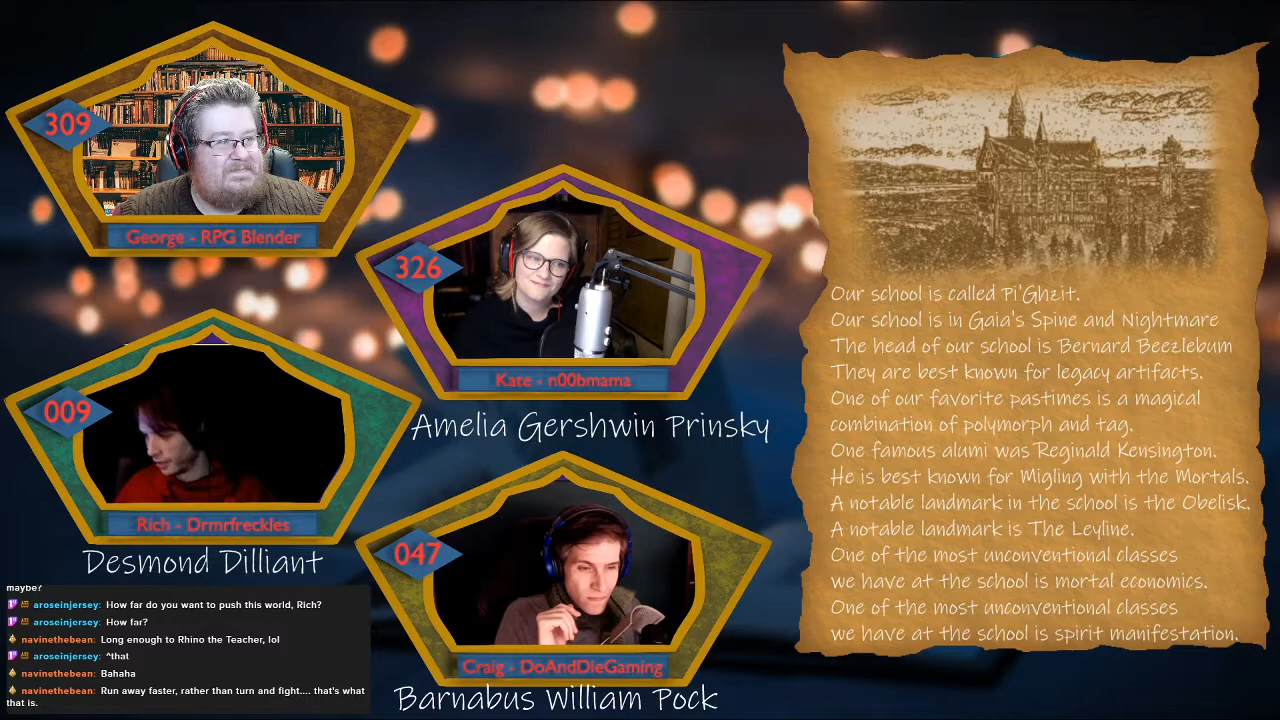 309
George - RPG Blender
326
Kate - n00bmama
Amelia Gershwin Prinsky
009
Rich - Drmrfreckles
Desmond Dilliant
047
Craig - DoAndDieGaming
Barnabus William Pock
maybe?
aroseinjersey: How far do you want to push this world, Rich?
aroseinjersey: How far?
navinethebean: Long enough to Rhino the Teacher, lol
aroseinjersey: ^that
navinethebean: Bahaha
navinethebean: Run away faster, rather than turn and fight.... that's what
that is.
Our school is called Pi'Ghzit.
Our school is in Gaia's Spine and Nightmare
The head of our school is Bernard Beezlebum
They are best known for legacy artifacts.
One of our favorite pastimes is a magical
combination of polymorph and tag.
One famous alumi was Reginald Kensington.
He is best known for Migling with the Mortals.
A notable landmark in the school is the Obelisk.
A notable landmark is The Leyline.
One of the most unconventional classes
we have at the school is mortal economics.
One of the most unconventional classes
we have at the school is spirit manifestation.